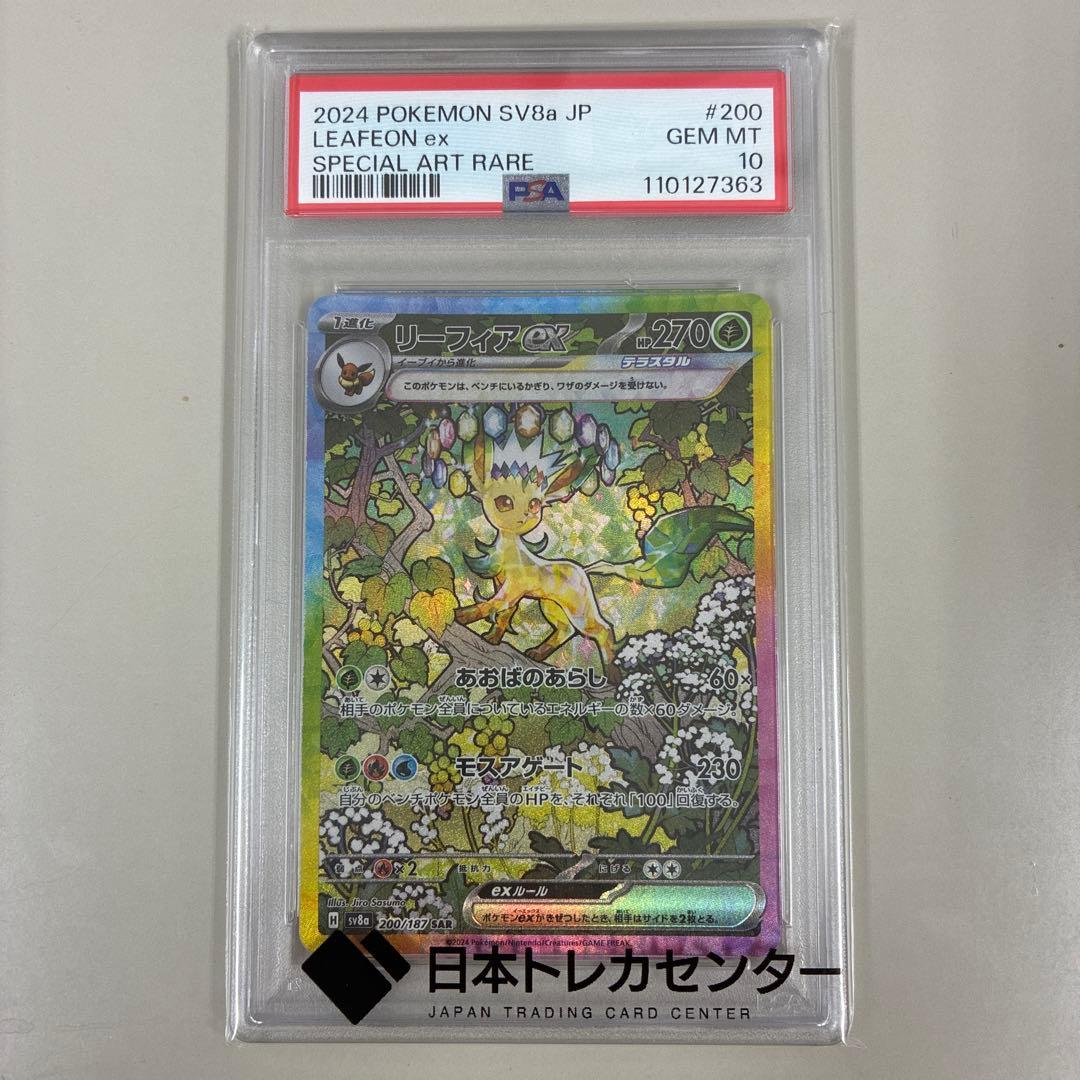 2024 POKEMON SV8a JP #200
LEAFEON ex GEM MT
SPECIAL ART RARE 10
PSA 110127363
1進化 リーフィアex HP270
イーブイから進化 テラスタル
このポケモンは、ベンチにいるかぎり、ワザのダメージを受けない。
あおばのあらし 60×
相手のポケモン全員についているエネルギーの数×60ダメージ。
モスアゲート 230
自分のベンチポケモン全員のHPを、それぞれ「100」回復する。
弱点 ×2 抵抗力 にげる
exルール
ポケモンexがきぜつしたとき、相手はサイドを2枚とる。
Illus. Jiro Sasumo
H sv8a 200/187 SAR
©2024 Pokémon/Nintendo/Creatures/GAME FREAK.
日本トレカセンター
JAPAN TRADING CARD CENTER